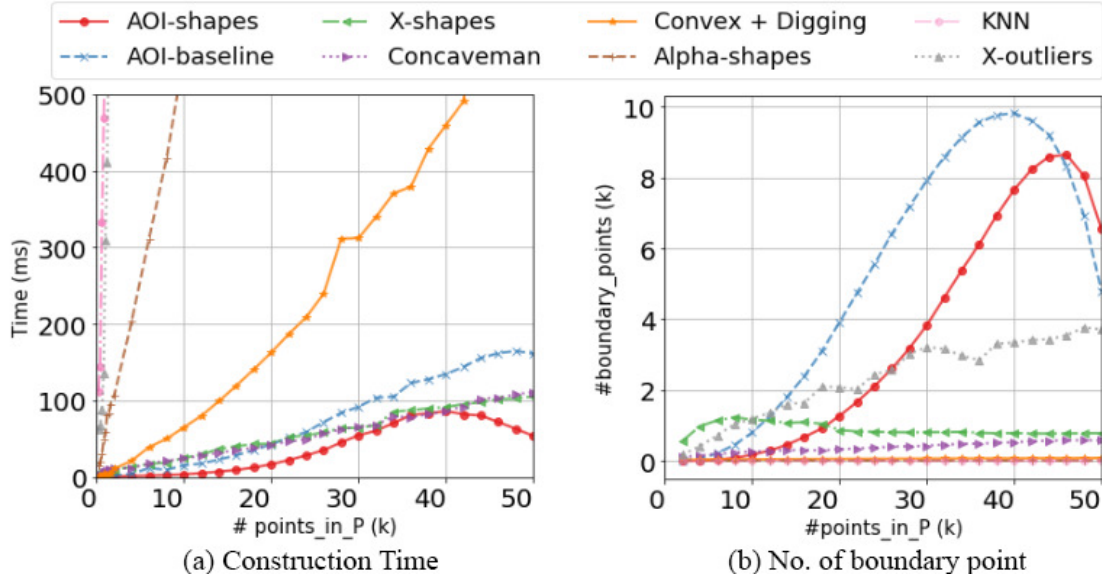 AOI-shapes X-shapes Convex + Digging KNN
AOI-baseline Concaveman Alpha-shapes X-outliers
500
400
300
200
100
0
Time (ms)
0 10 20 30 40 50
# points_in_P (k)
(a) Construction Time
10
8
6
4
2
0
#boundary_points (k)
0 10 20 30 40 50
#points_in_P (k)
(b) No. of boundary point